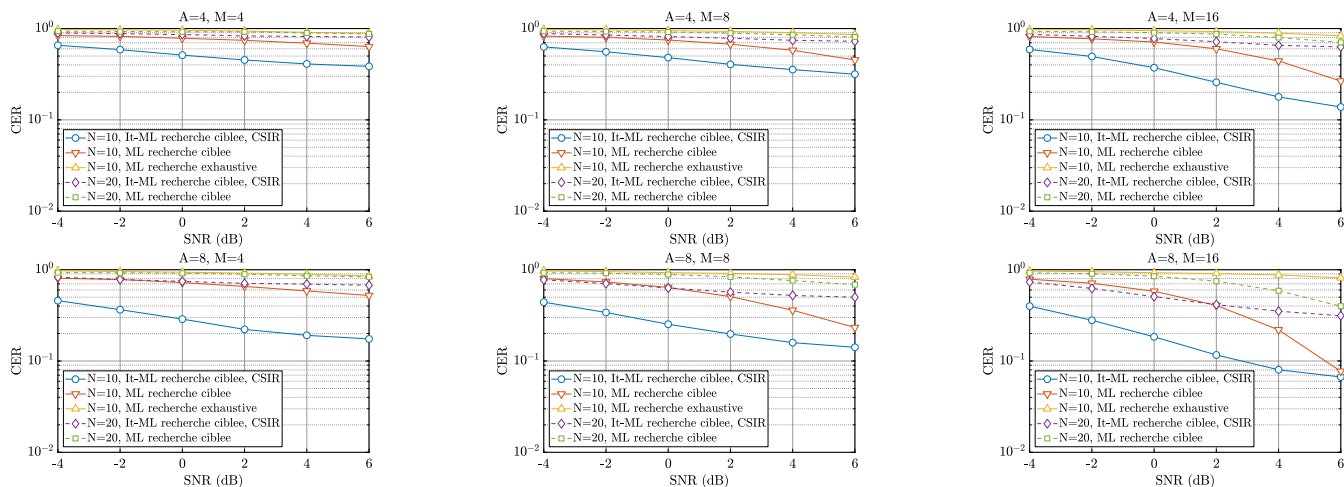 A=4, M=4
10^0
10^-1
10^-2
CER
N=10, It-ML recherche ciblee, CSIR
N=10, ML recherche ciblee
N=10, ML recherche exhaustive
N=20, It-ML recherche ciblee, CSIR
N=20, ML recherche ciblee
-4 -2 0 2 4 6
SNR (dB)
A=4, M=8
10^0
10^-1
10^-2
CER
N=10, It-ML recherche ciblee, CSIR
N=10, ML recherche ciblee
N=10, ML recherche exhaustive
N=20, It-ML recherche ciblee, CSIR
N=20, ML recherche ciblee
-4 -2 0 2 4 6
SNR (dB)
A=4, M=16
10^0
10^-1
10^-2
CER
N=10, It-ML recherche ciblee, CSIR
N=10, ML recherche ciblee
N=10, ML recherche exhaustive
N=20, It-ML recherche ciblee, CSIR
N=20, ML recherche ciblee
-4 -2 0 2 4 6
SNR (dB)
A=8, M=4
10^0
10^-1
10^-2
CER
N=10, It-ML recherche ciblee, CSIR
N=10, ML recherche ciblee
N=10, ML recherche exhaustive
N=20, It-ML recherche ciblee, CSIR
N=20, ML recherche ciblee
-4 -2 0 2 4 6
SNR (dB)
A=8, M=8
10^0
10^-1
10^-2
CER
N=10, It-ML recherche ciblee, CSIR
N=10, ML recherche ciblee
N=10, ML recherche exhaustive
N=20, It-ML recherche ciblee, CSIR
N=20, ML recherche ciblee
-4 -2 0 2 4 6
SNR (dB)
A=8, M=16
10^0
10^-1
10^-2
CER
N=10, It-ML recherche ciblee, CSIR
N=10, ML recherche ciblee
N=10, ML recherche exhaustive
N=20, It-ML recherche ciblee, CSIR
N=20, ML recherche ciblee
-4 -2 0 2 4 6
SNR (dB)